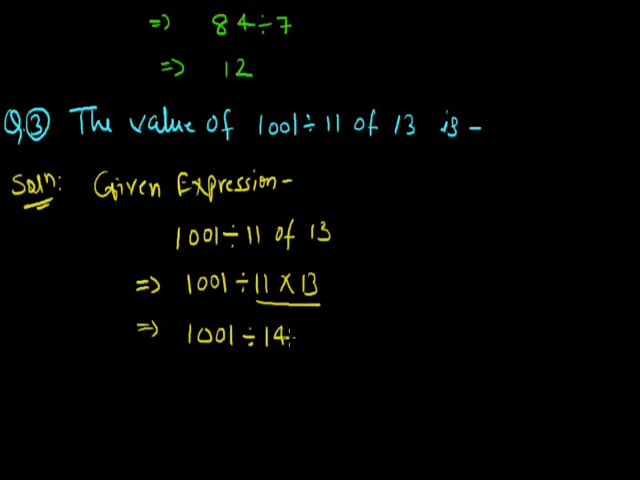 => 84÷7
=> 12
Q.③ The value of 1001÷11 of 13 is -
Solⁿ: Given Expression-
1001÷11 of 13
=> 1001÷11×13
=> 1001÷14